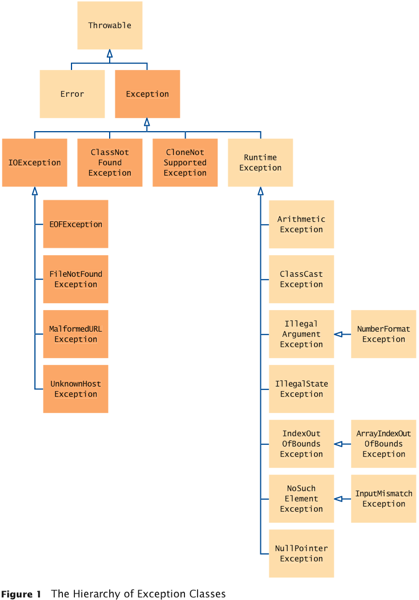 Throwable
Error
Exception
IOException
ClassNot
Found
Exception
CloneNot
Supported
Exception
Runtime
Exception
EOFException
FileNotFound
Exception
MalformedURL
Exception
UnknownHost
Exception
Arithmetic
Exception
ClassCast
Exception
Illegal
Argument
Exception
NumberFormat
Exception
IllegalState
Exception
IndexOut
OfBounds
Exception
ArrayIndexOut
OfBounds
Exception
NoSuch
Element
Exception
InputMismatch
Exception
NullPointer
Exception
Figure 1 The Hierarchy of Exception Classes